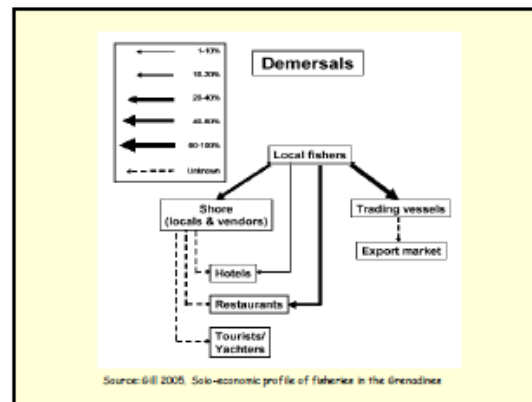 Demersals
1-10%
10-20%
20-40%
40-60%
60-100%
Unknown
Local fishers
Shore
(locals & vendors)
Trading vessels
Export market
Hotels
Restaurants
Tourists/
Yachters
Source: Gill 2005, Soio-economic profile of fisheries in the Grenadines